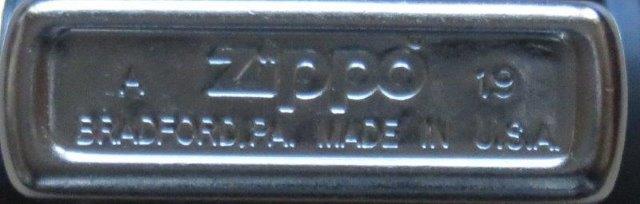 A Zippo 19
BRADFORD.PA. MADE IN U.S.A.